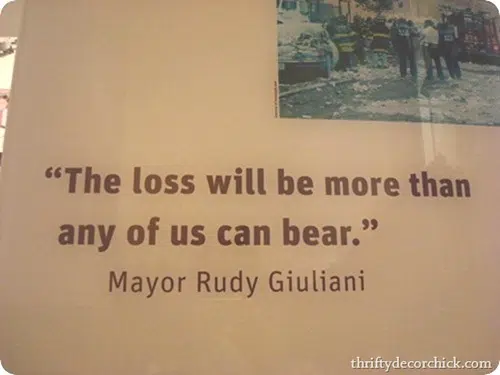 “The loss will be more than
any of us can bear.”
Mayor Rudy Giuliani
thriftydecorchick.com